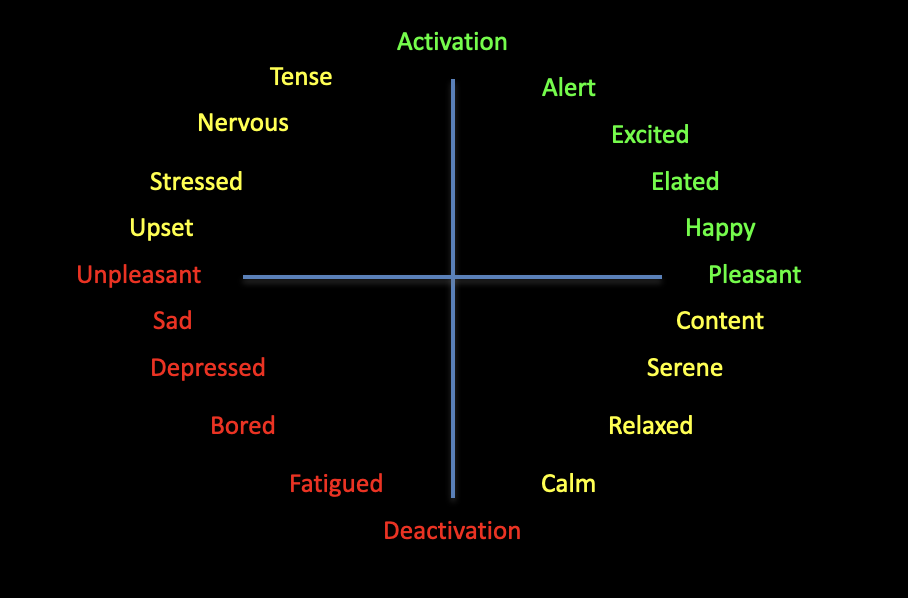 Activation
Tense
Alert
Nervous
Excited
Stressed
Elated
Upset
Happy
Unpleasant
Pleasant
Sad
Content
Depressed
Serene
Bored
Relaxed
Fatigued
Calm
Deactivation